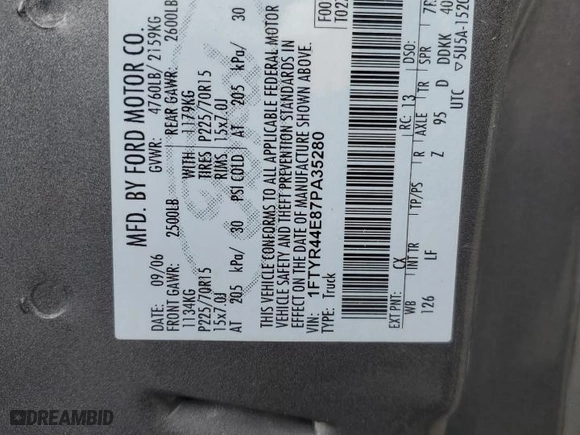 MFD. BY FORD MOTOR CO.
DATE: 09/06 GVWR: 4760LB/ 2159KG
FRONT GAWR: 2500LB REAR GAWR: 2600LB
1134KG WITH 1179KG
P225/70R15 TIRES P225/70R15
15x7.0J RIMS 15x7.0J
AT 205 kPa/ 30 PSI COLD AT 205 kPa/ 30
THIS VEHICLE CONFORMS TO ALL APPLICABLE FEDERAL MOTOR
VEHICLE SAFETY AND THEFT PREVENTION STANDARDS IN
EFFECT ON THE DATE OF MANUFACTURE SHOWN ABOVE.
VIN: 1FTYR44E87PA35280
TYPE: Truck
EXT PNT: CX RC: 13 DSO:
WB INT TR TP/PS R AXLE TR SPR
126 LF Z 95 D DDKK
UTC
DREAMBID